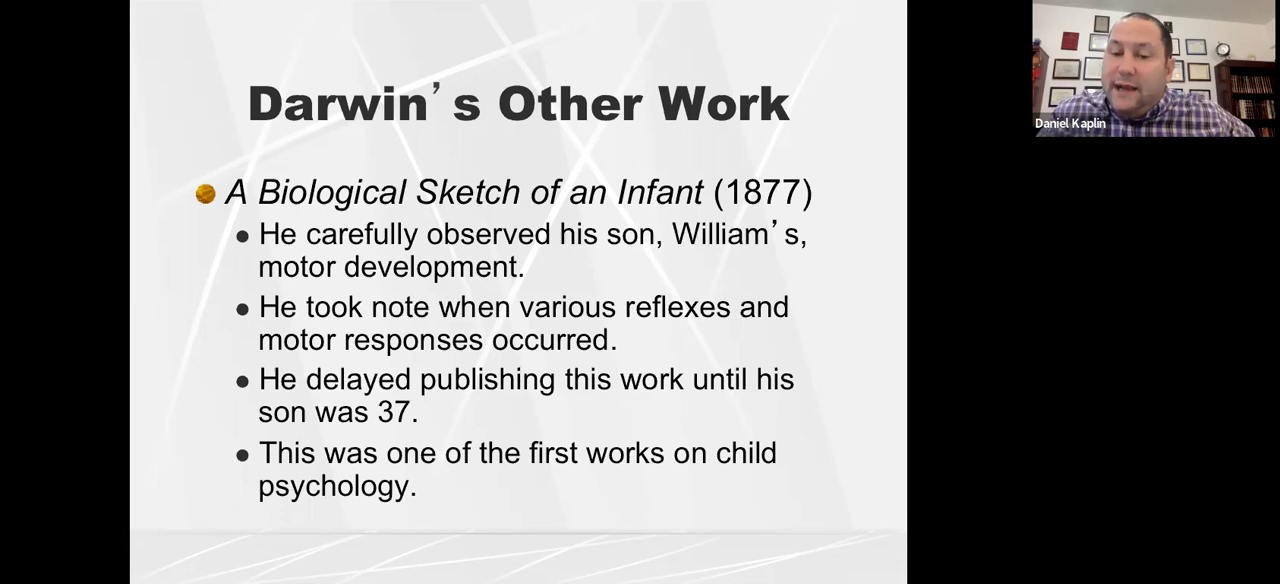 Darwin’s Other Work
A Biological Sketch of an Infant (1877)
He carefully observed his son, William’s,
motor development.
He took note when various reflexes and
motor responses occurred.
He delayed publishing this work until his
son was 37.
This was one of the first works on child
psychology.
Daniel Kaplin